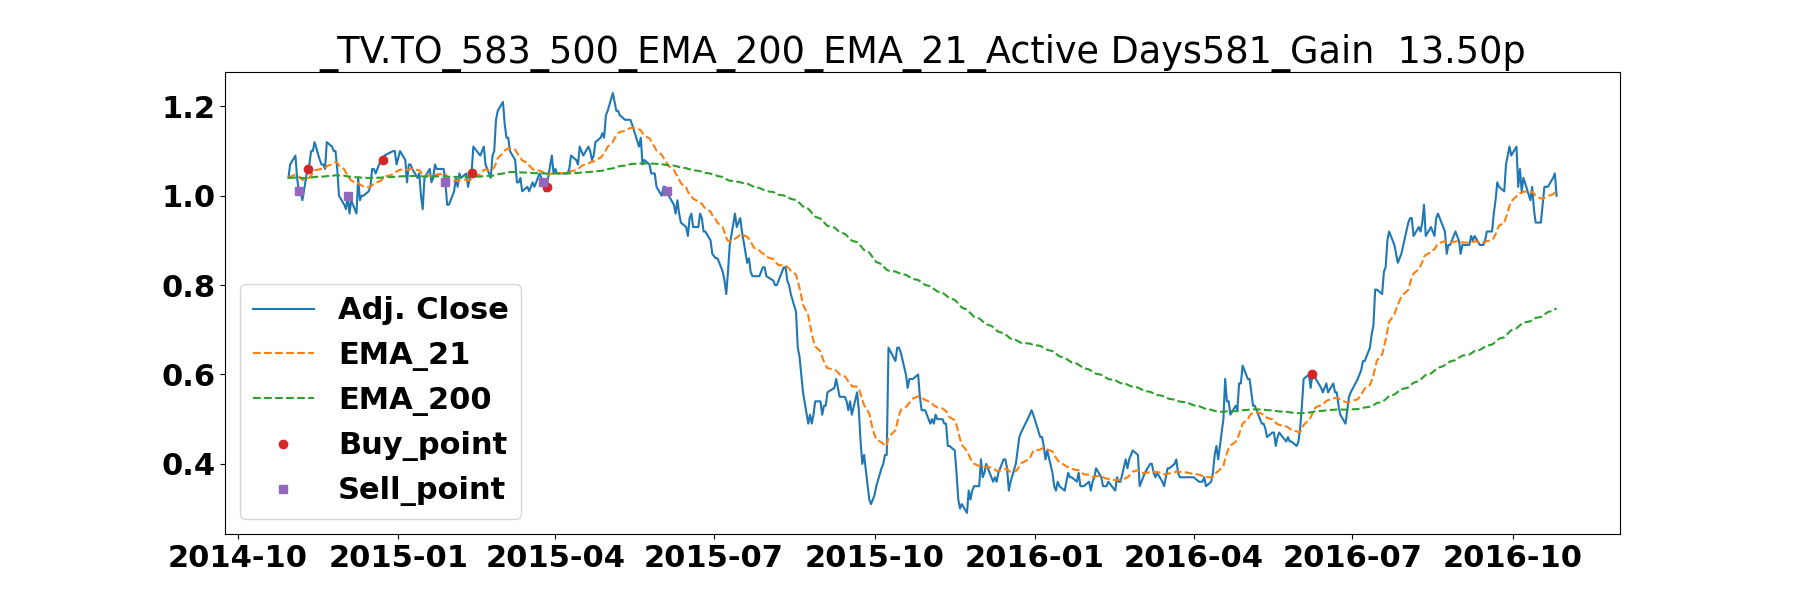 _TV.TO_583_500_EMA_200_EMA_21_Active Days581_Gain  13.50p
1.2
1.0
0.8
0.6
0.4
Adj. Close
EMA_21
EMA_200
Buy_point
Sell_point
2014-10 2015-01 2015-04 2015-07 2015-10 2016-01 2016-04 2016-07 2016-10